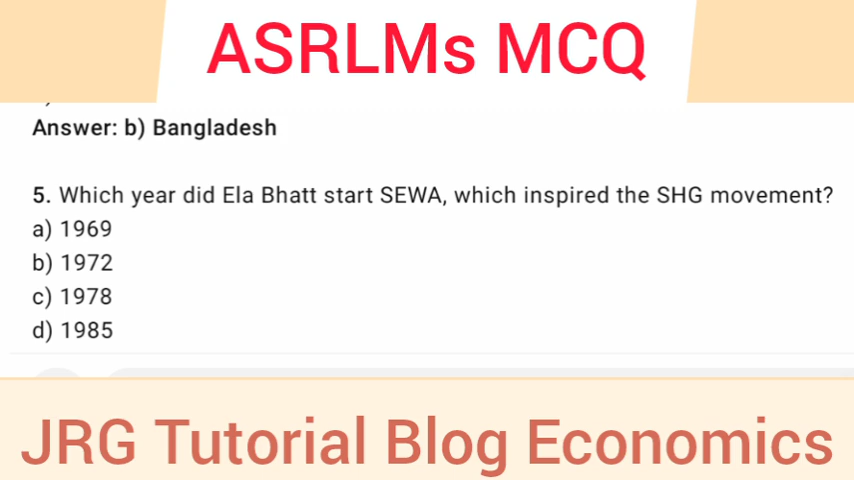 ASRLMs MCQ
Answer: b) Bangladesh
5. Which year did Ela Bhatt start SEWA, which inspired the SHG movement?
a) 1969
b) 1972
c) 1978
d) 1985
JRG Tutorial Blog Economics